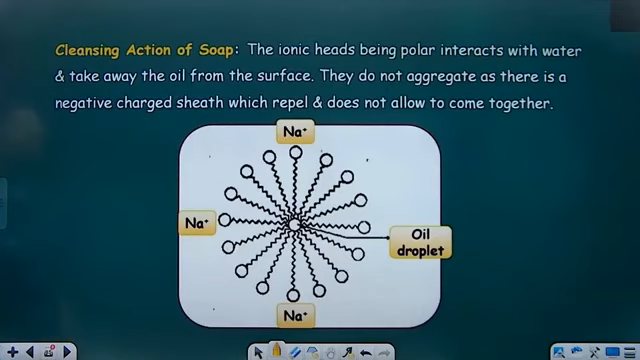 Cleansing Action of Soap: The ionic heads being polar interacts with water
& take away the oil from the surface. They do not aggregate as there is a
negative charged sheath which repel & does not allow to come together.
Na⁺
Na⁺
Oil
droplet
Na⁺